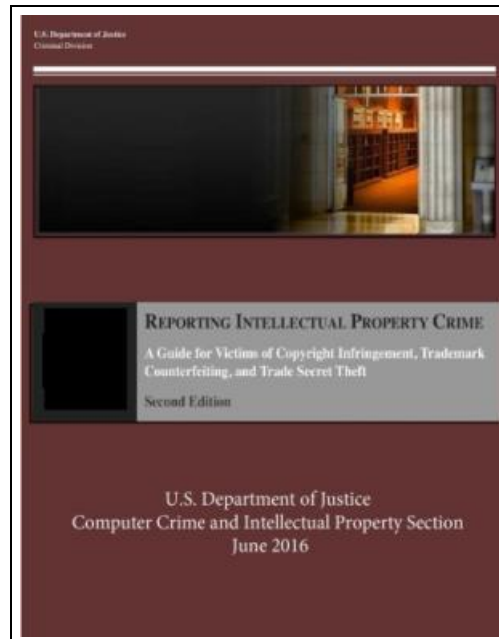 U.S. Department of Justice
Criminal Division
REPORTING INTELLECTUAL PROPERTY CRIME
A Guide for Victims of Copyright Infringement, Trademark
Counterfeiting, and Trade Secret Theft
Second Edition
U.S. Department of Justice
Computer Crime and Intellectual Property Section
June 2016